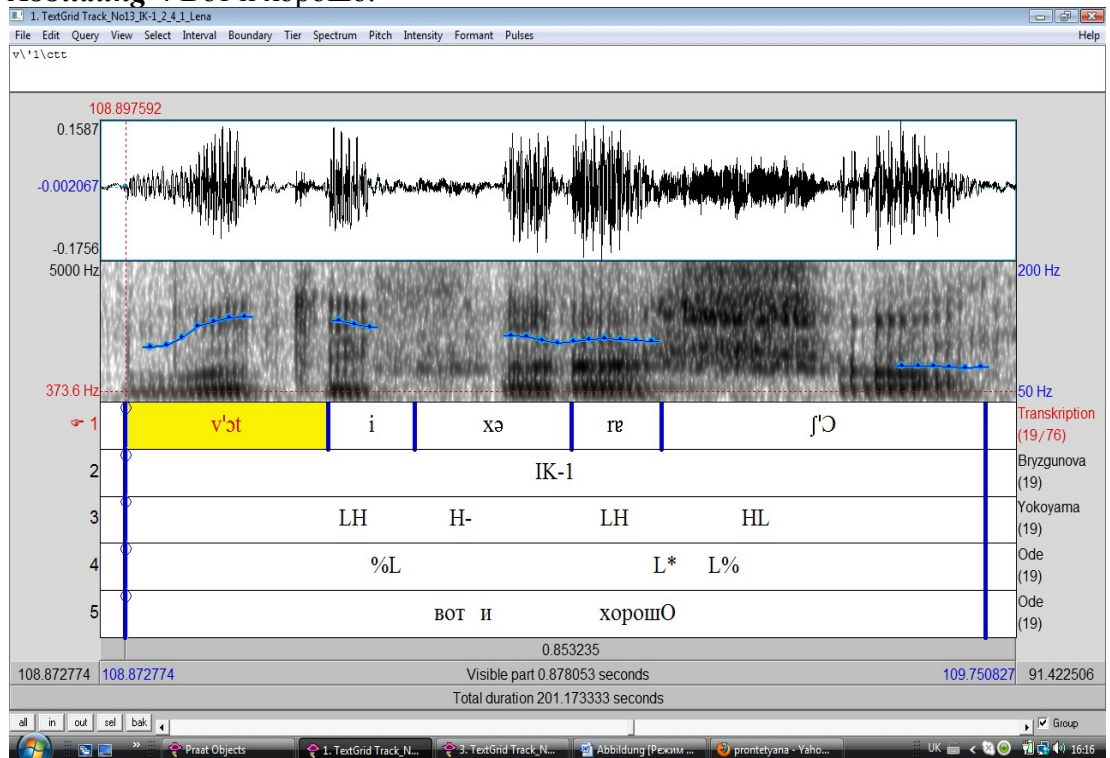 1. TextGrid Track_No13_IK-1_2_4_1_Lena
File Edit Query View Select Interval Boundary Tier Spectrum Pitch Intensity Formant Pulses Help
v\'1\ctt
108.897592
0.1587
-0.002067
-0.1756
5000 Hz 200 Hz
373.6 Hz 50 Hz
1 v'ɔt i xə rɐ ʃ'Ɔ Transkription (19/76)
2 IK-1 Bryzgunova (19)
3 LH H- LH HL Yokoyama (19)
4 %L L* L% Ode (19)
5 вот и хорошО Ode (19)
0.853235
108.872774 108.872774 Visible part 0.878053 seconds 109.750827 91.422506
Total duration 201.173333 seconds
all in out sel bak Group
Praat Objects 1. TextGrid Track_N... 3. TextGrid Track_N... Abbildung [Режим ... prontetyana - Yaho... UK 16:16